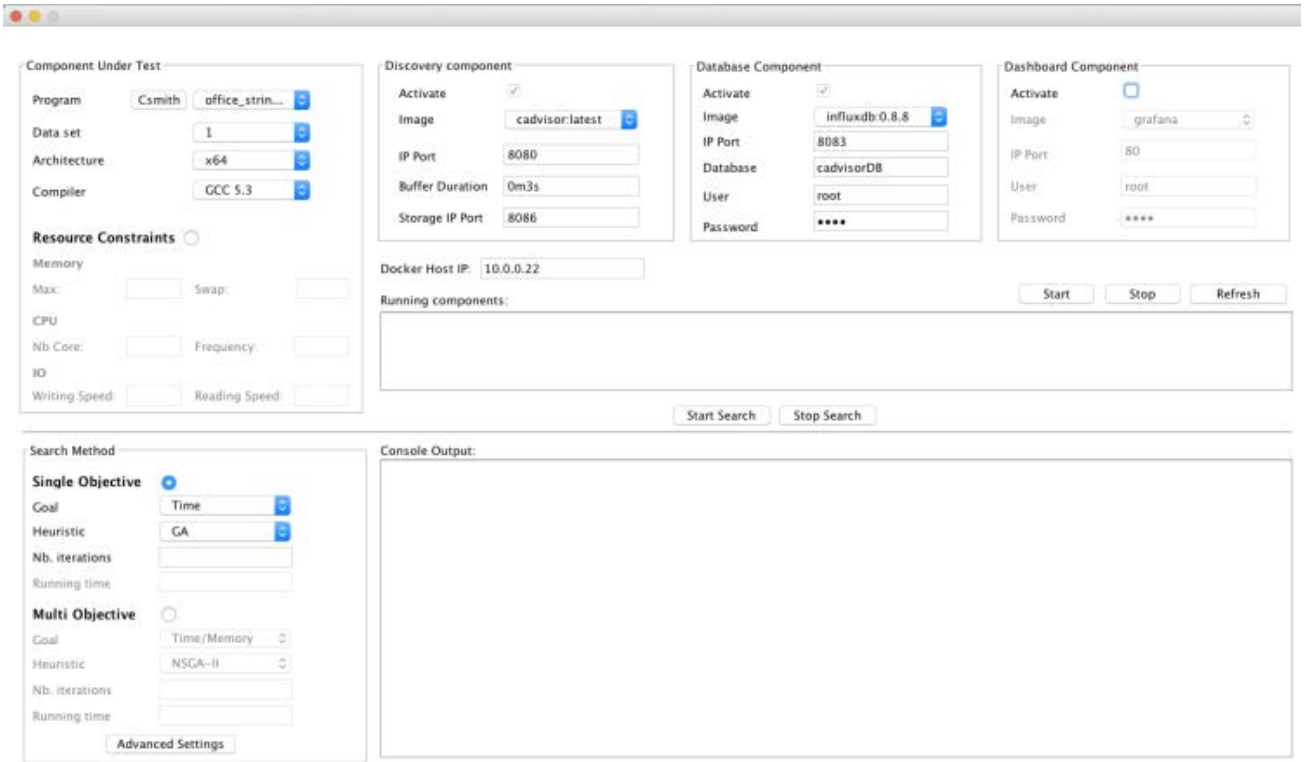 Component Under Test
Program Csmith office_strin...
Data set 1
Architecture x64
Compiler GCC 5.3
Resource Constraints
Memory
Max: Swap:
CPU
Nb Core: Frequency:
IO
Writing Speed: Reading Speed:
Discovery component
Activate
Image cadvisor:latest
IP Port 8080
Buffer Duration 0m3s
Storage IP Port 8086
Database Component
Activate
Image influxdb:0.8.8
IP Port 8083
Database cadvisorDB
User root
Password ••••
Dashboard Component
Activate
Image grafana
IP Port 80
User root
Password ••••
Docker Host IP: 10.0.0.22
Running components:
Start Stop Refresh
Start Search Stop Search
Search Method
Single Objective
Goal Time
Heuristic GA
Nb. iterations
Running time
Multi Objective
Goal Time/Memory
Heuristic NSGA-II
Nb. iterations
Running time
Advanced Settings
Console Output: